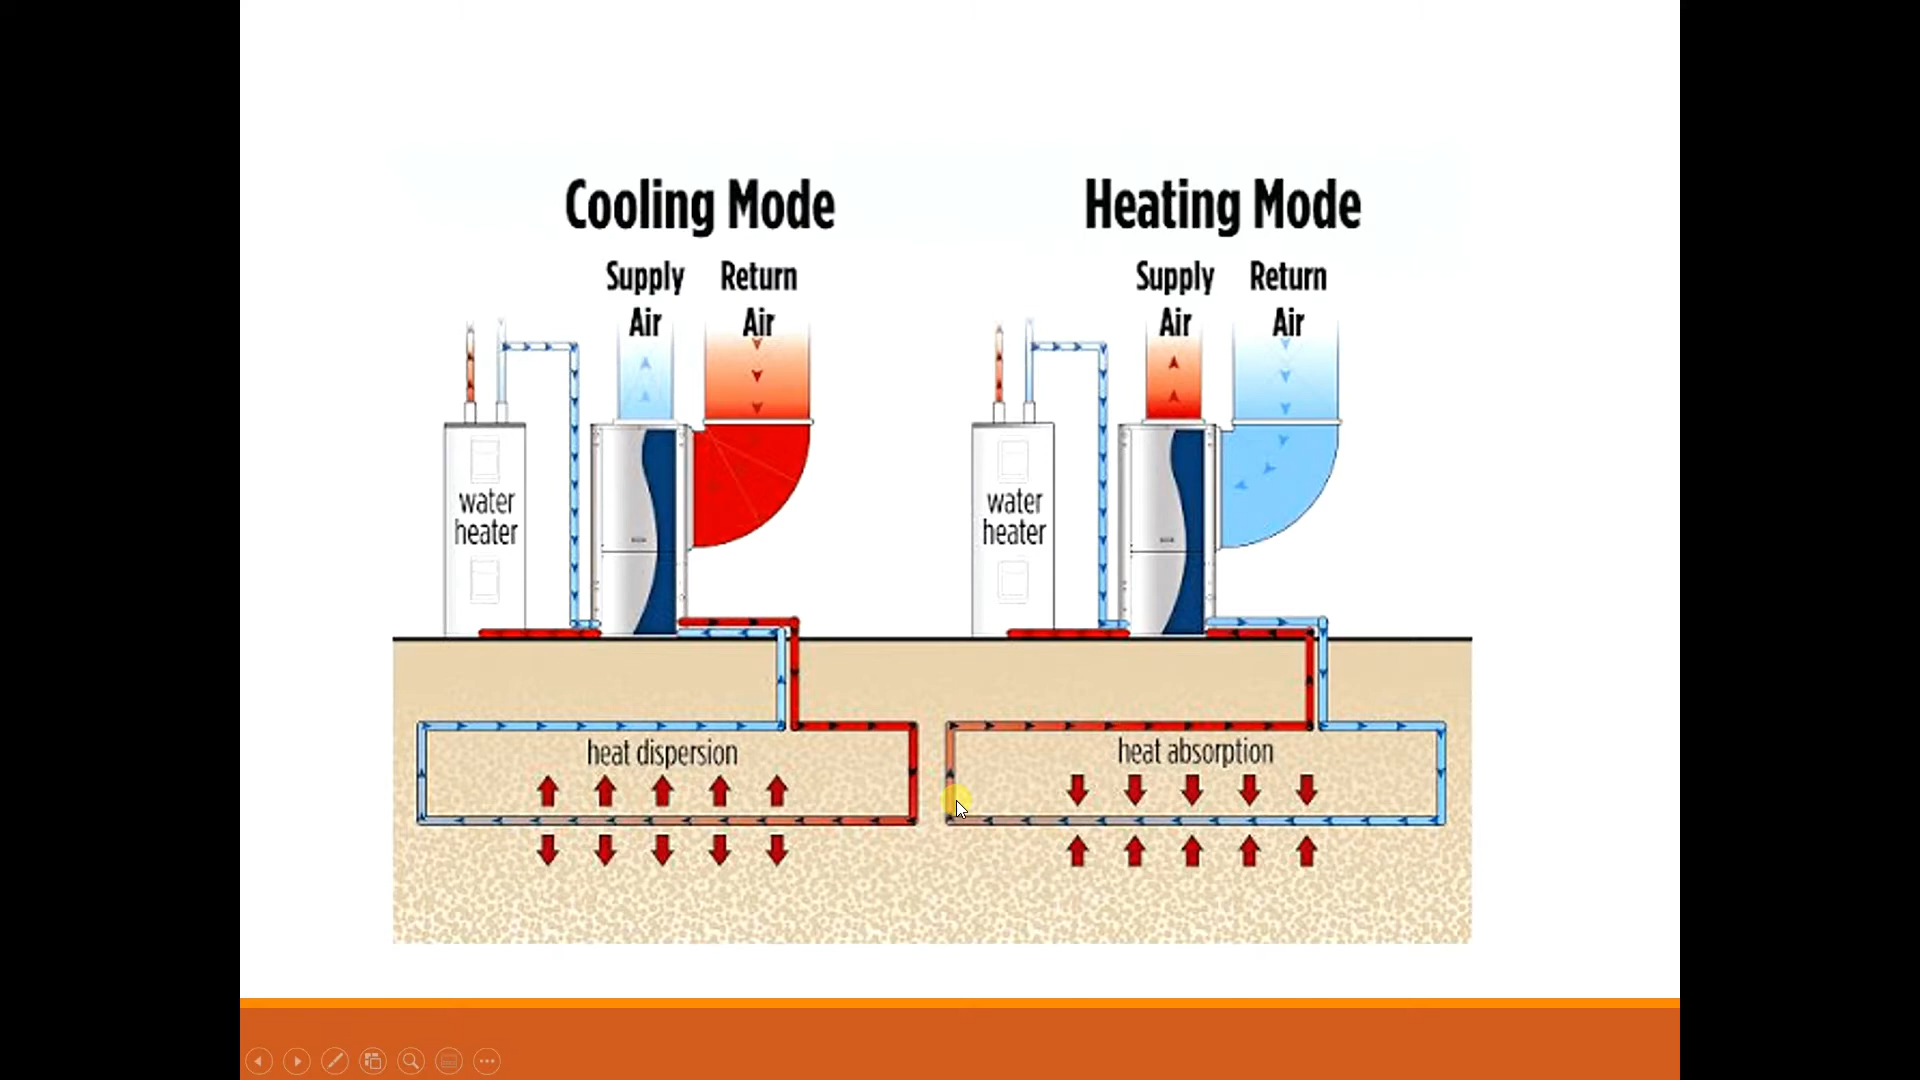 Cooling Mode
Supply
Air
Return
Air
water
heater
heat dispersion
Heating Mode
Supply
Air
Return
Air
water
heater
heat absorption